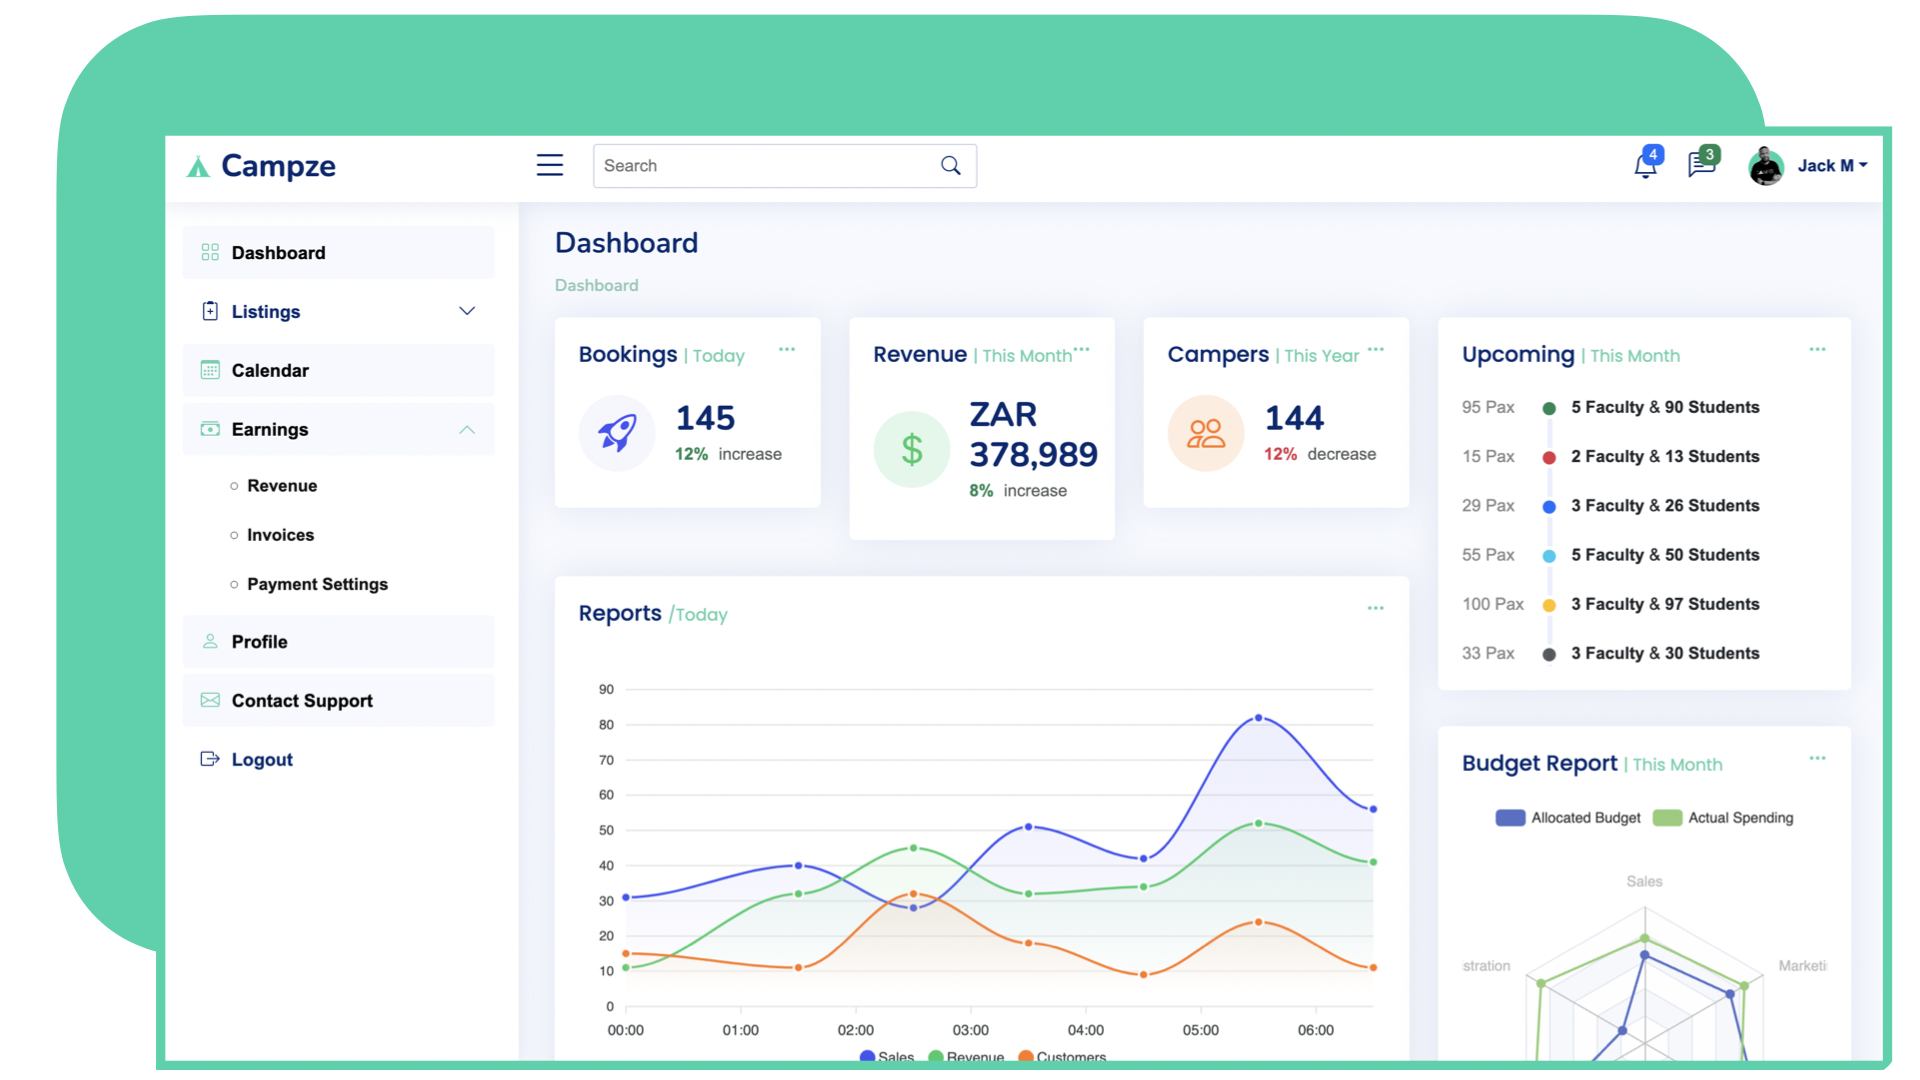 Campze
Search
4
3
Jack M
Dashboard
Listings
Calendar
Earnings
Revenue
Invoices
Payment Settings
Profile
Contact Support
Logout
Dashboard
Dashboard
Bookings | Today
145
12% increase
Revenue | This Month
$
ZAR
378,989
8% increase
Campers | This Year
144
12% decrease
Upcoming | This Month
95 Pax 5 Faculty & 90 Students
15 Pax 2 Faculty & 13 Students
29 Pax 3 Faculty & 26 Students
55 Pax 5 Faculty & 50 Students
100 Pax 3 Faculty & 97 Students
33 Pax 3 Faculty & 30 Students
Reports /Today
90
80
70
60
50
40
30
20
10
0
00:00 01:00 02:00 03:00 04:00 05:00 06:00
Sales Revenue Customers
Budget Report | This Month
Allocated Budget Actual Spending
Sales
stration
Marketi